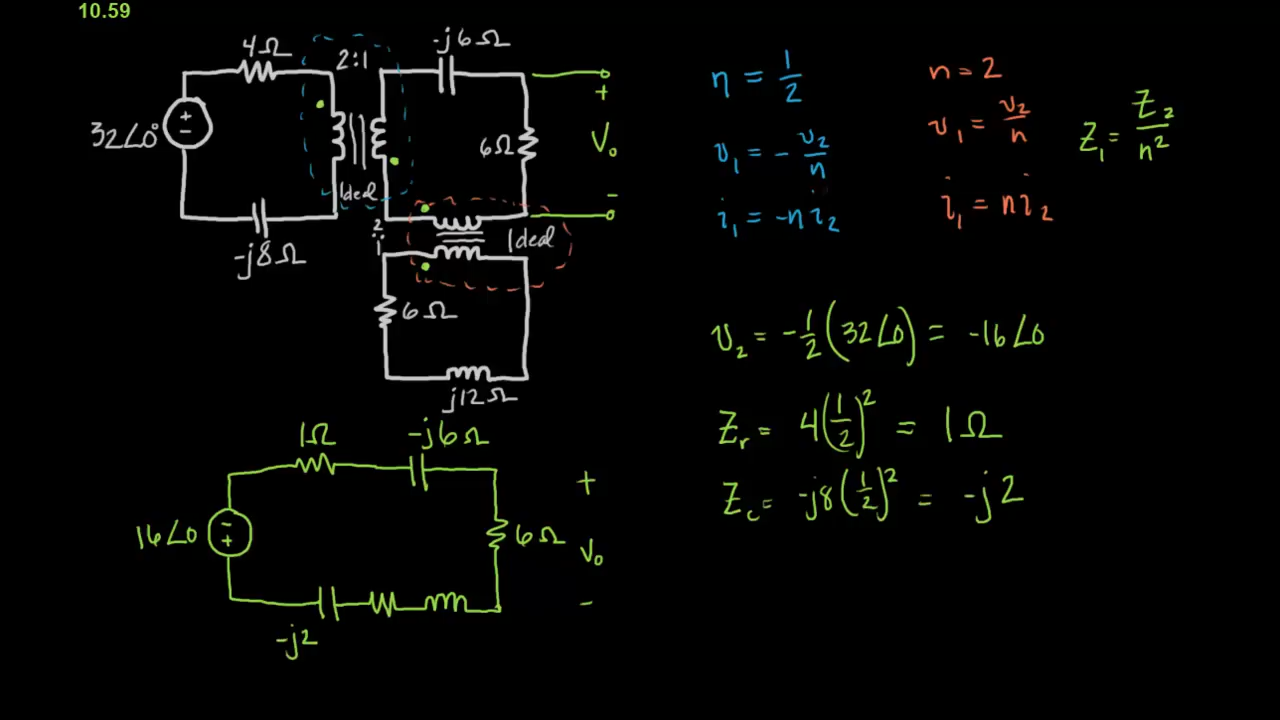 10.59
4Ω
2:1
-j6Ω
32∠0°
+
-
Ideal
-j8Ω
6Ω
+
V₀
-
2:1
Ideal
6Ω
j12Ω
n = 1/2
v₁ = - v₂/n
i₁ = -n i₂
n = 2
v₁ = v₂/n
i₁ = n i₂
Z₁ = Z₂/n²
v₂ = -1/2 (32∠0) = -16∠0
Zᵣ = 4(1/2)² = 1Ω
Z꜀ = -j8(1/2)² = -j2
1Ω
-j6Ω
16∠0
-
+
6Ω
+
V₀
-
-j2